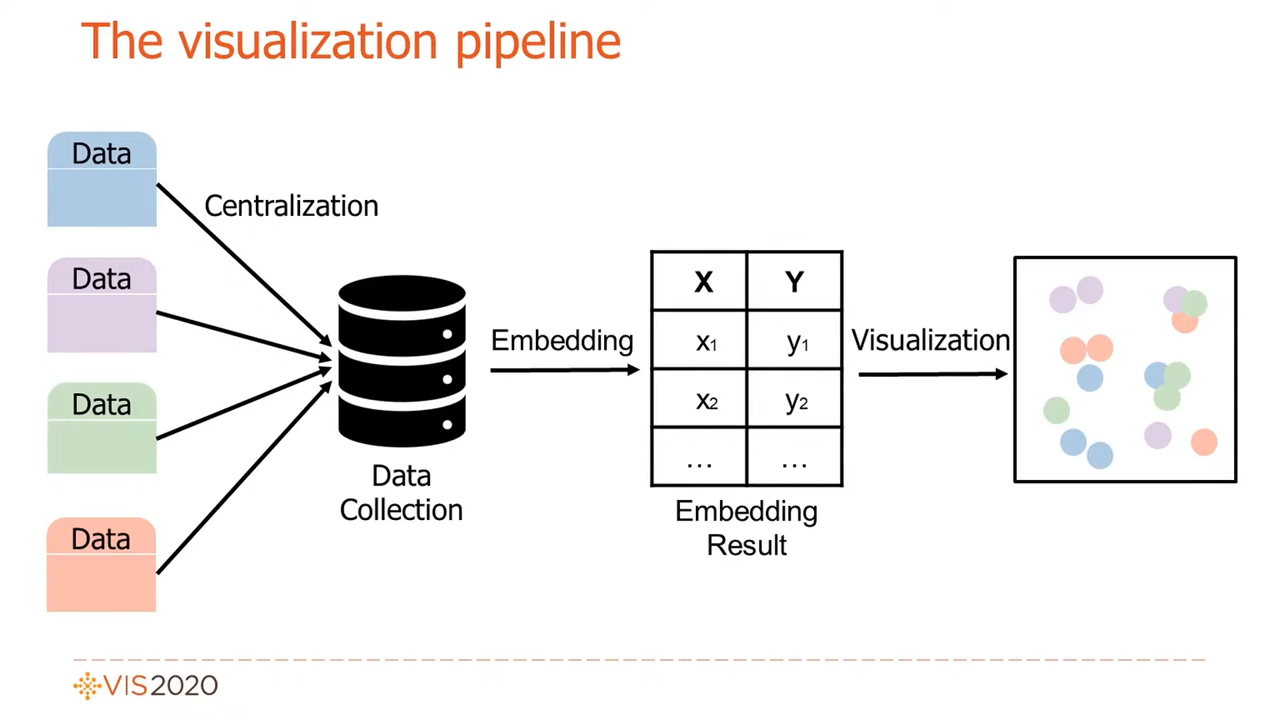 The visualization pipeline
Data
Centralization
Data
Data
Data
Data
Collection
Embedding
X Y
x1 y1
x2 y2
... ...
Embedding
Result
Visualization
VIS2020